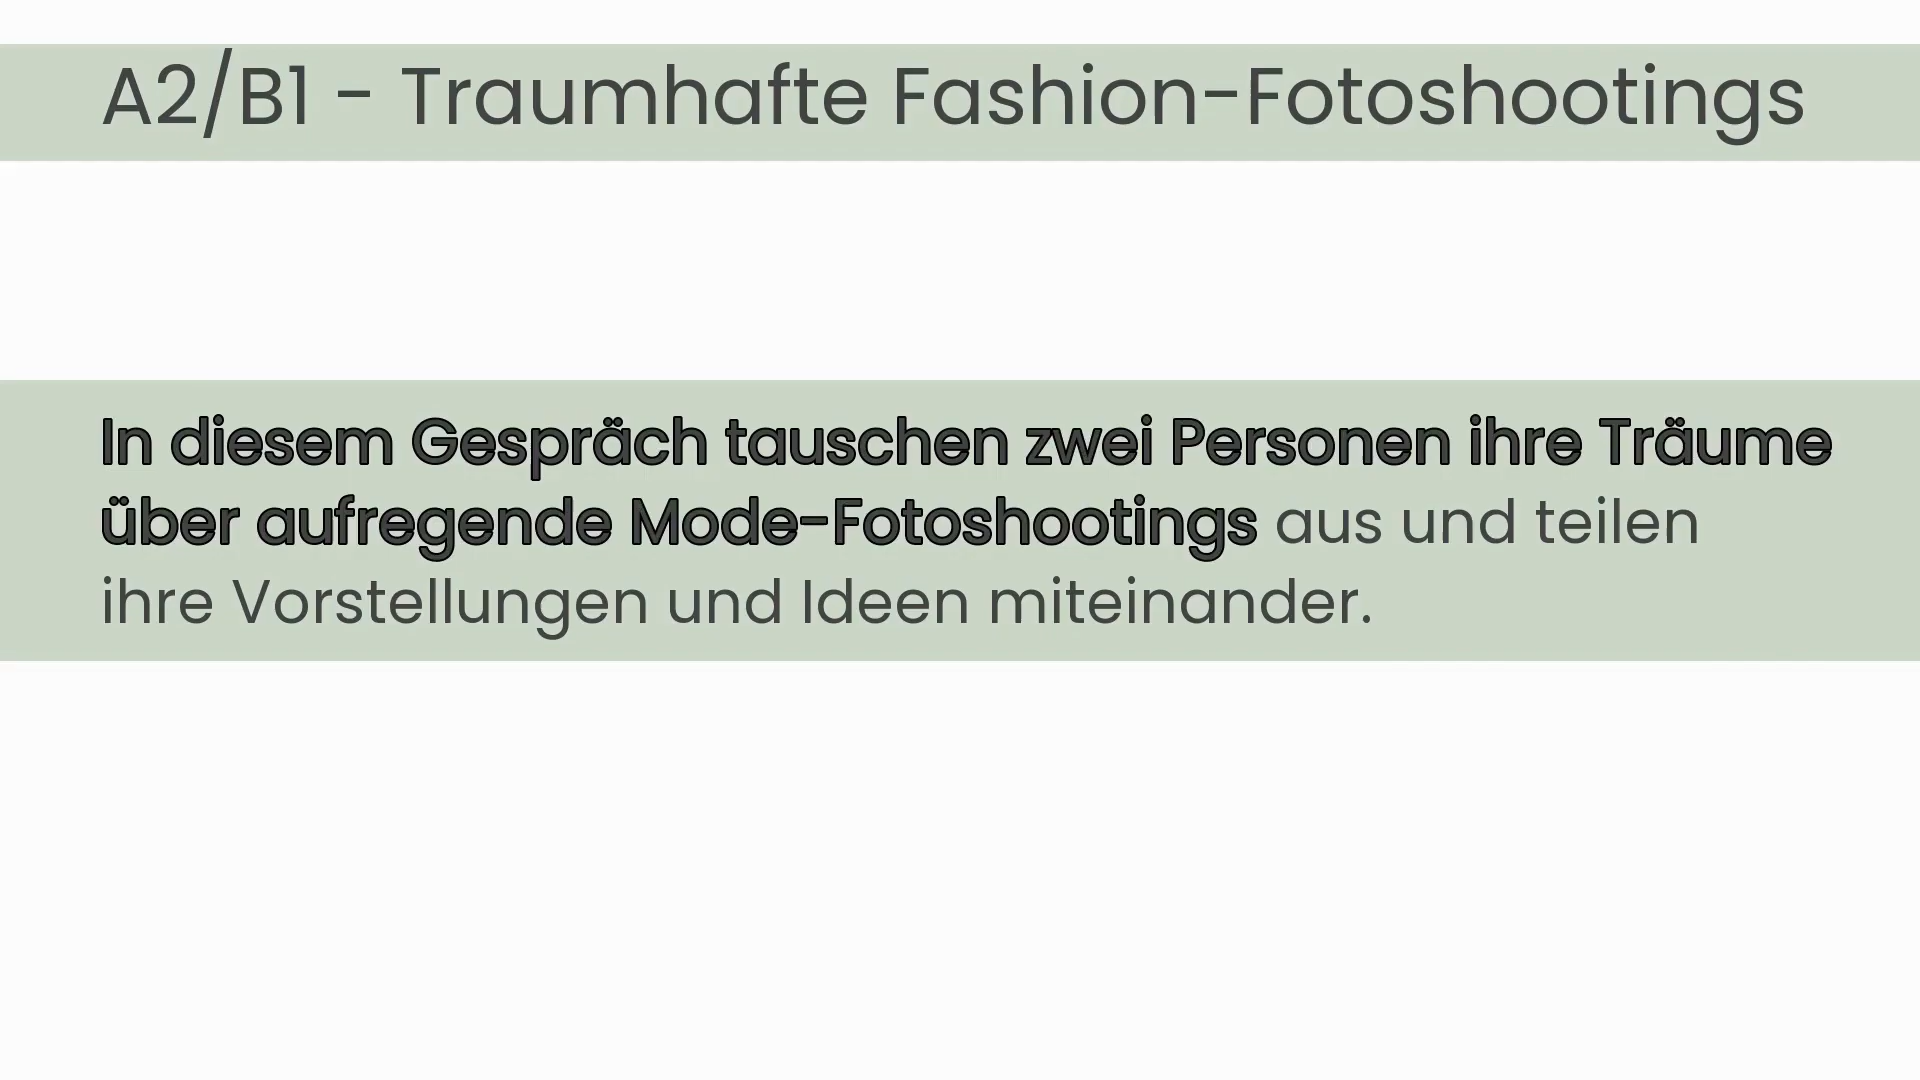 A2/B1 - Traumhafte Fashion-Fotoshootings
In diesem Gespräch tauschen zwei Personen ihre Träume
über aufregende Mode-Fotoshootings aus und teilen
ihre Vorstellungen und Ideen miteinander.